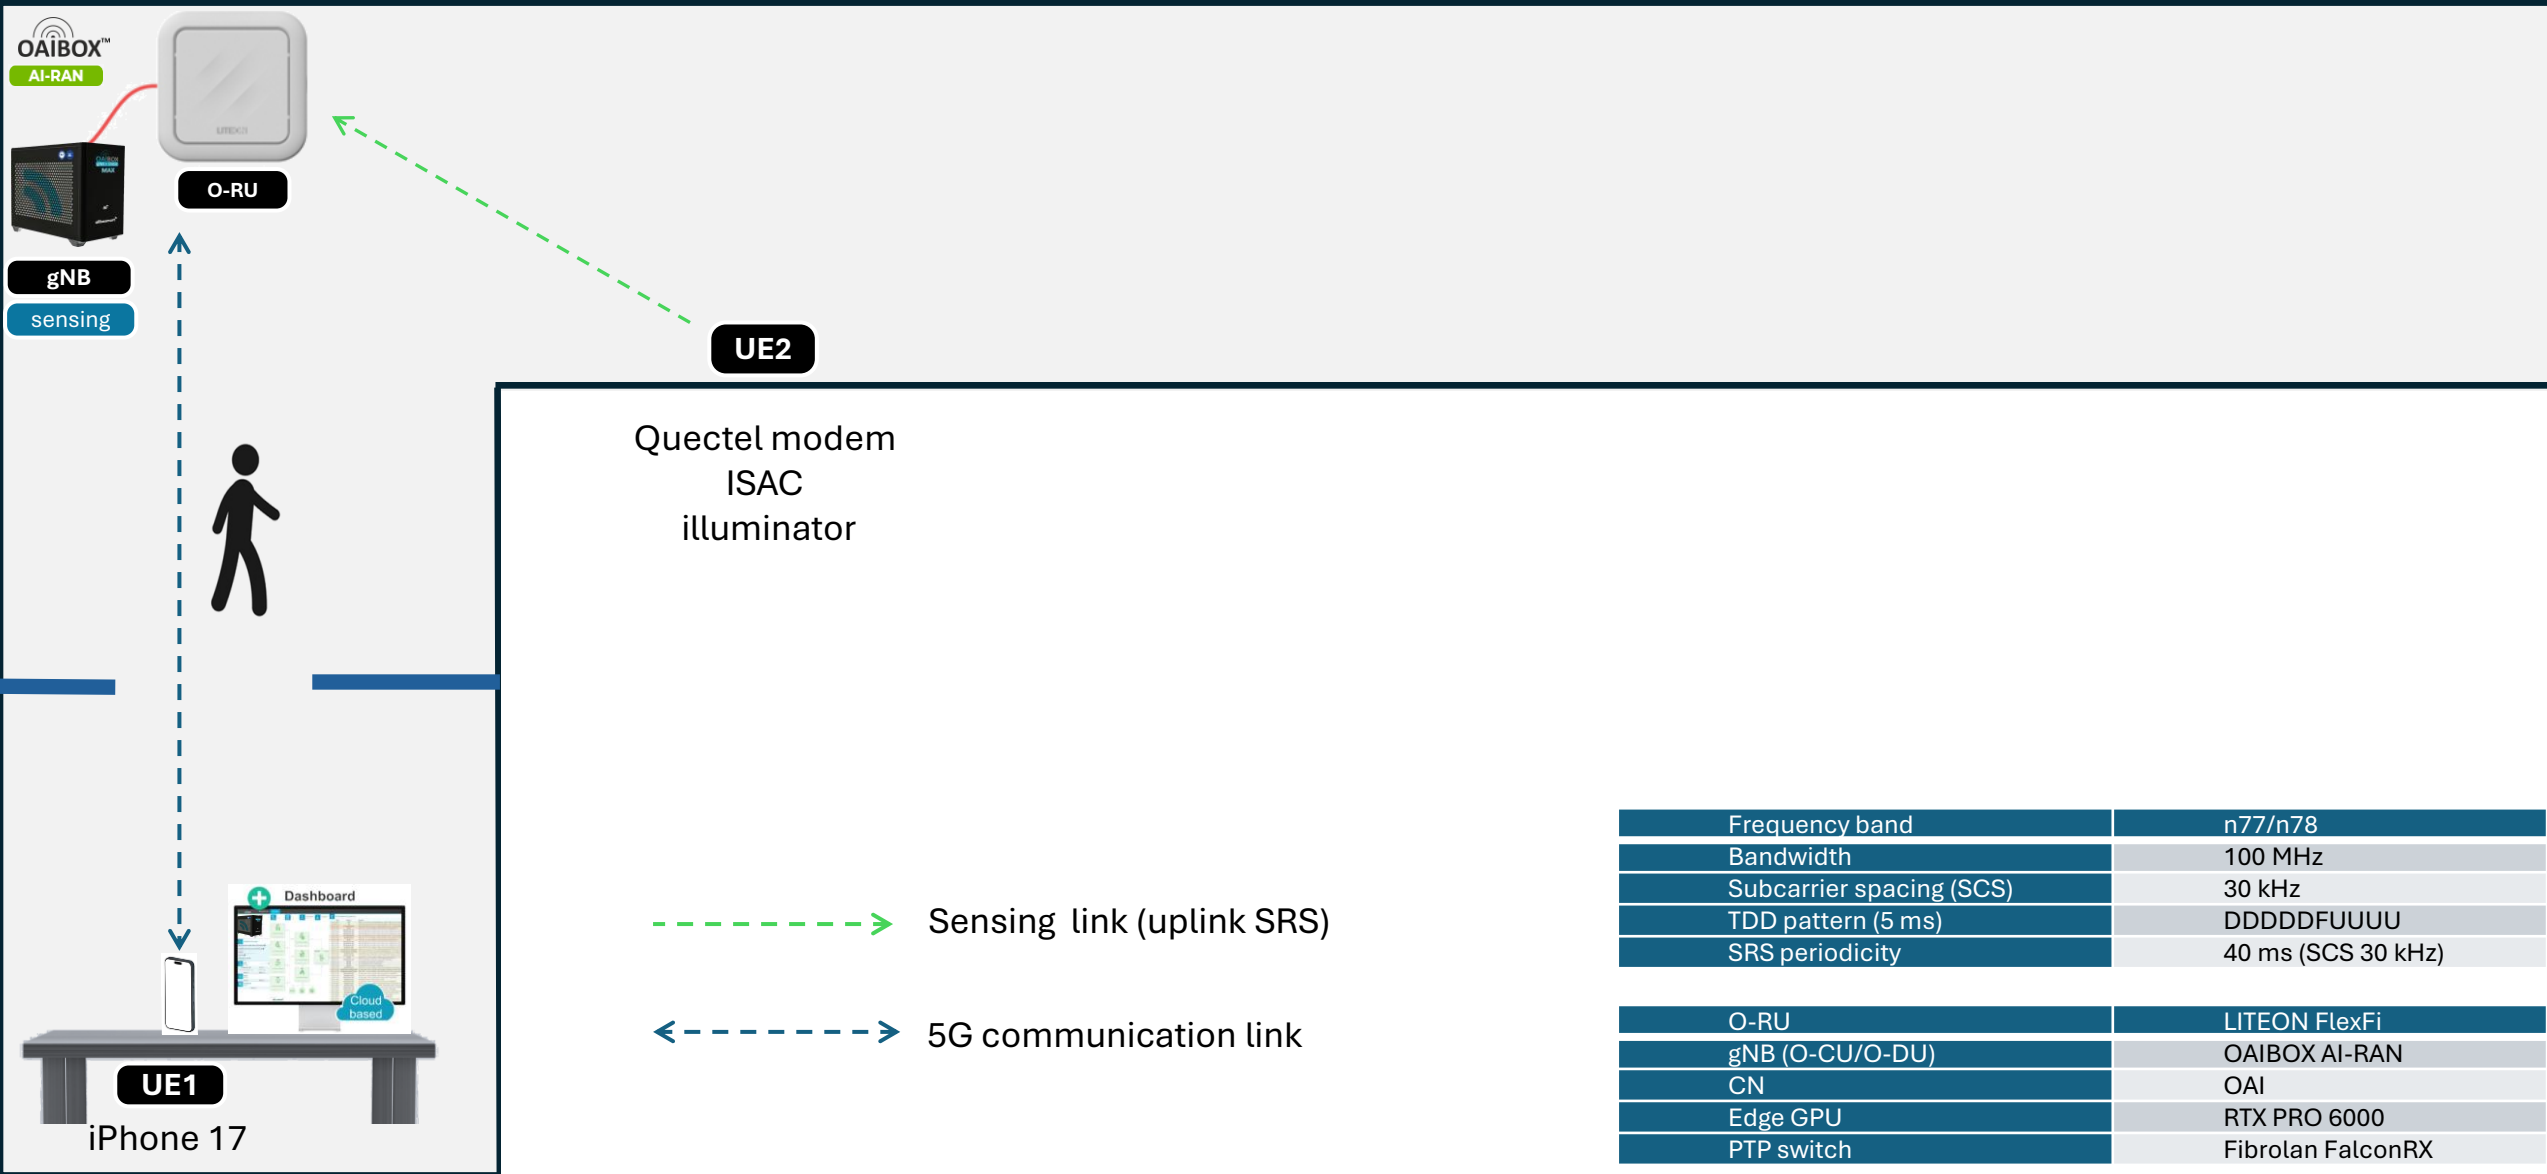 OAIBOX™
AI-RAN
LITEON
OAIBOX
MAX
O-RU
gNB
sensing
UE2
Quectel modem
ISAC
illuminator
Dashboard
Cloud
based
UE1
iPhone 17
Sensing link (uplink SRS)
5G communication link
Frequency band n77/n78
Bandwidth 100 MHz
Subcarrier spacing (SCS) 30 kHz
TDD pattern (5 ms) DDDDDFUUUU
SRS periodicity 40 ms (SCS 30 kHz)
O-RU LITEON FlexFi
gNB (O-CU/O-DU) OAIBOX AI-RAN
CN OAI
Edge GPU RTX PRO 6000
PTP switch Fibrolan FalconRX